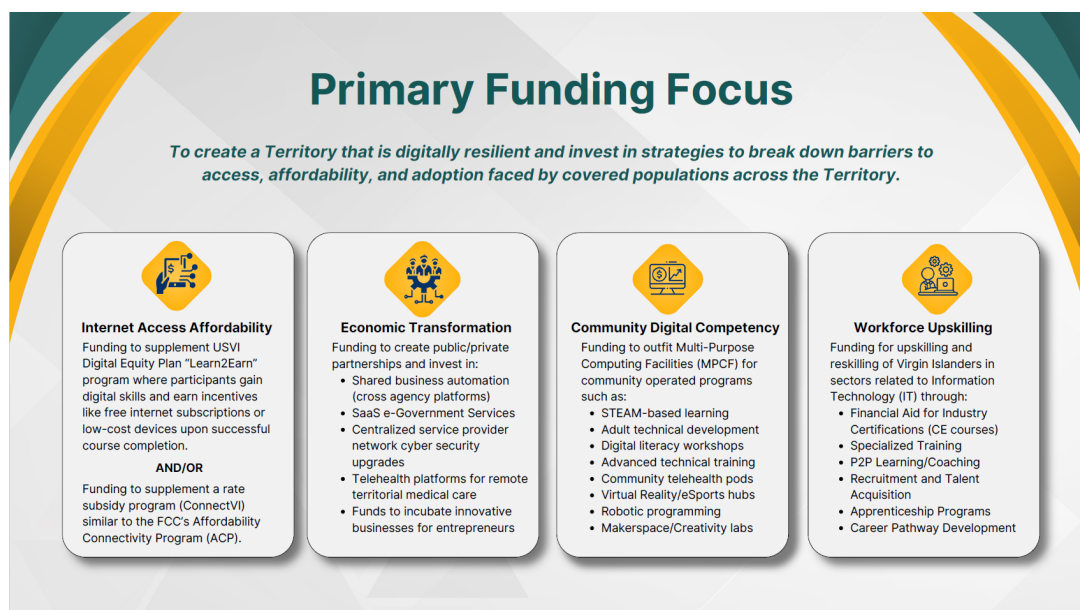 Primary Funding Focus
To create a Territory that is digitally resilient and invest in strategies to break down barriers to
access, affordability, and adoption faced by covered populations across the Territory.
Internet Access Affordability
Funding to supplement USVI
Digital Equity Plan “Learn2Earn”
program where participants gain
digital skills and earn incentives
like free internet subscriptions or
low-cost devices upon successful
course completion.
AND/OR
Funding to supplement a rate
subsidy program (ConnectVI)
similar to the FCC's Affordability
Connectivity Program (ACP).
Economic Transformation
Funding to create public/private
partnerships and invest in:
• Shared business automation
(cross agency platforms)
• SaaS e-Government Services
• Centralized service provider
network cyber security
upgrades
• Telehealth platforms for remote
territorial medical care
• Funds to incubate innovative
businesses for entrepreneurs
Community Digital Competency
Funding to outfit Multi-Purpose
Computing Facilities (MPCF) for
community operated programs
such as:
• STEAM-based learning
• Adult technical development
• Digital literacy workshops
• Advanced technical training
• Community telehealth pods
• Virtual Reality/eSports hubs
• Robotic programming
• Makerspace/Creativity labs
Workforce Upskilling
Funding for upskilling and
reskilling of Virgin Islanders in
sectors related to Information
Technology (IT) through:
• Financial Aid for Industry
Certifications (CE courses)
• Specialized Training
• P2P Learning/Coaching
• Recruitment and Talent
Acquisition
• Apprenticeship Programs
• Career Pathway Development